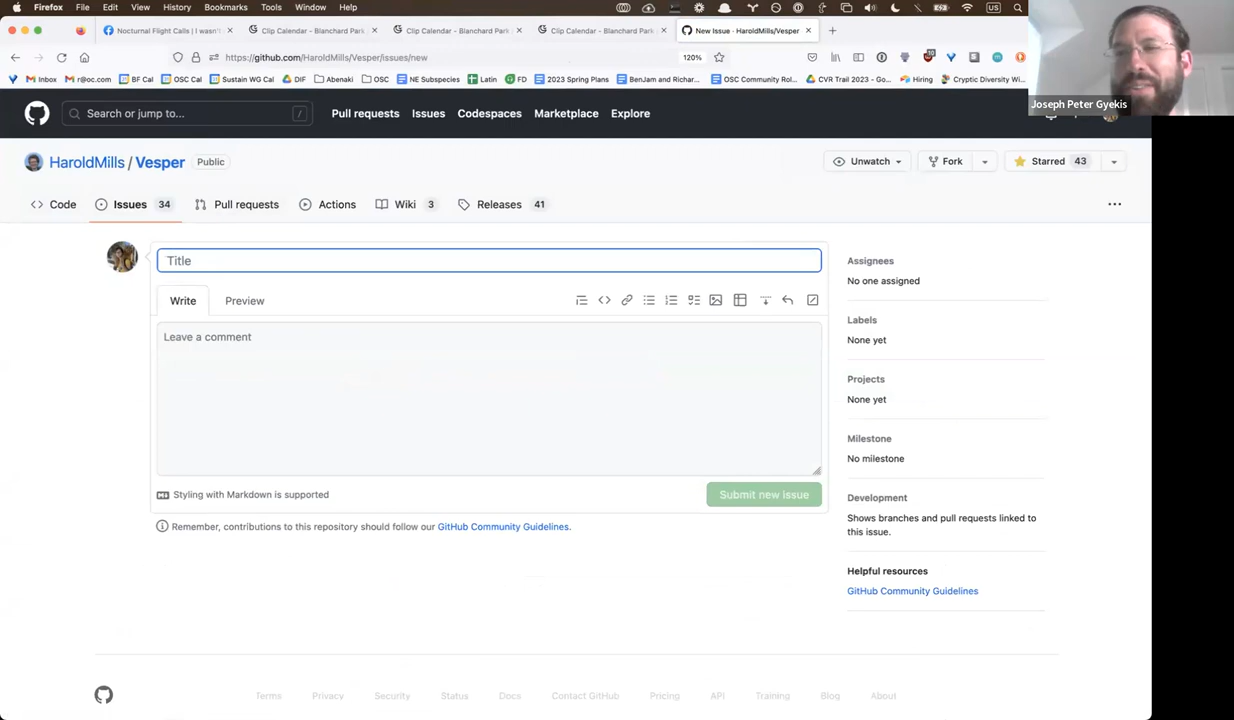 Firefox File Edit View History Bookmarks Tools Window Help US
Nocturnal Flight Calls | I wasn't
Clip Calendar - Blanchard Park
Clip Calendar - Blanchard Park
Clip Calendar - Blanchard Park
New Issue · HaroldMills/Vesper
https://github.com/HaroldMills/Vesper/issues/new 120%
Inbox r@oc.com BF Cal OSC Cal Sustain WG Cal DIF Abenaki OSC NE Subspecies Latin FD 2023 Spring Plans BenJam and Richar... OSC Community Rol... CVR Trail 2023 - Goo... Hiring Cryptic Diversity Wi...
Joseph Peter Gyekis
Search or jump to... /
Pull requests Issues Codespaces Marketplace Explore
HaroldMills / Vesper Public
Unwatch Fork Starred 43
Code Issues 34 Pull requests Actions Wiki 3 Releases 41
Title
Write Preview
Leave a comment
Styling with Markdown is supported
Submit new issue
Remember, contributions to this repository should follow our GitHub Community Guidelines.
Assignees
No one assigned
Labels
None yet
Projects
None yet
Milestone
No milestone
Development
Shows branches and pull requests linked to
this issue.
Helpful resources
GitHub Community Guidelines
Terms Privacy Security Status Docs Contact GitHub Pricing API Training Blog About